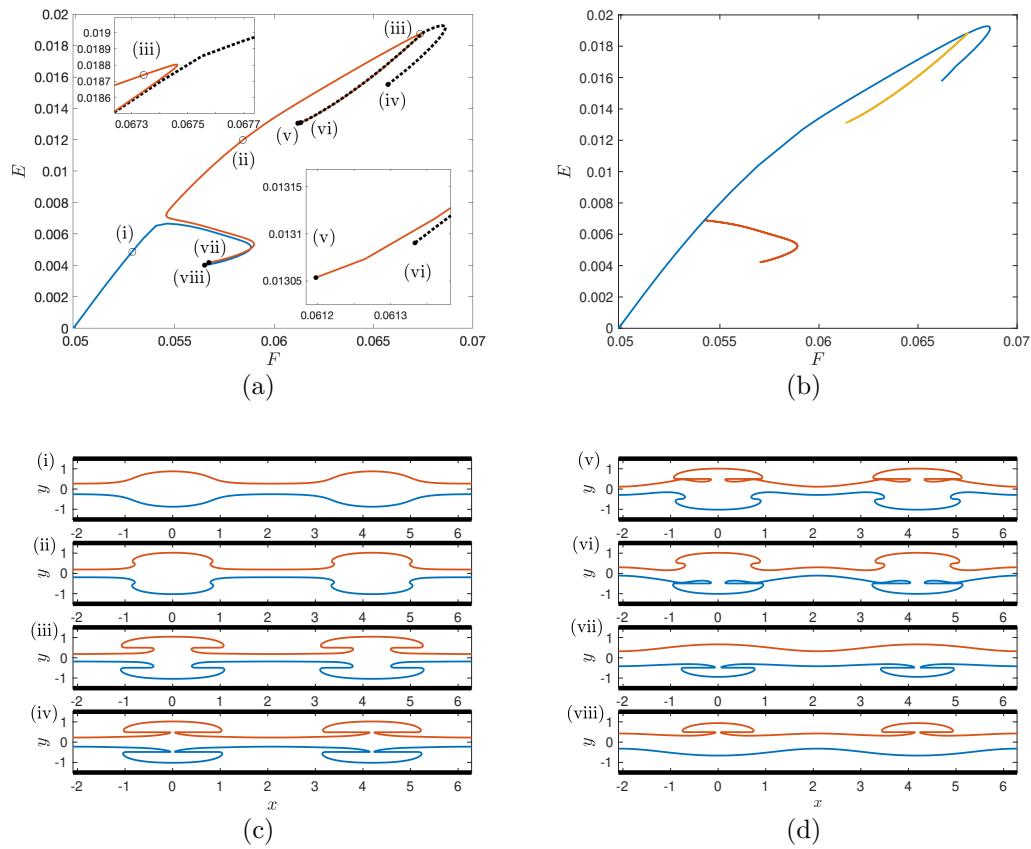 0.02
0.018
0.016
0.014
0.012
0.01
0.008
0.006
0.004
0.002
0
E
0.05
0.055
0.06
0.065
0.07
F
(i)
(ii)
(iii)
(iv)
(v)
(vi)
(vii)
(viii)
0.019
0.0189
0.0188
0.0187
0.0186
(iii)
0.0673
0.0675
0.0677
0.01315
0.0131
0.01305
(v)
(vi)
0.0612
0.0613
(a)
0.02
0.018
0.016
0.014
0.012
0.01
0.008
0.006
0.004
0.002
0
E
0.05
0.055
0.06
0.065
0.07
F
(b)
(i)
y
1
0
-1
-2 -1 0 1 2 3 4 5 6
(ii)
y
1
0
-1
-2 -1 0 1 2 3 4 5 6
(iii)
y
1
0
-1
-2 -1 0 1 2 3 4 5 6
(iv)
y
1
0
-1
-2 -1 0 1 2 3 4 5 6
x
(c)
(v)
y
1
0
-1
-2 -1 0 1 2 3 4 5 6
(vi)
y
1
0
-1
-2 -1 0 1 2 3 4 5 6
(vii)
y
1
0
-1
-2 -1 0 1 2 3 4 5 6
(viii)
y
1
0
-1
-2 -1 0 1 2 3 4 5 6
x
(d)